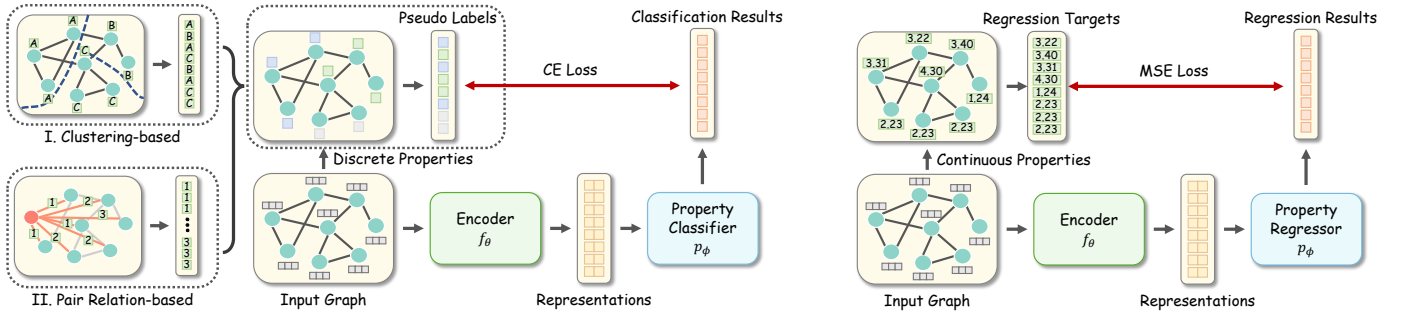 A
B
A
C
B
A
C
C
A
B
A
C
B
A
C
C
I. Clustering-based
1
2
1
3
1
2
2
1
1
1
3
3
3
II. Pair Relation-based
Pseudo Labels
Classification Results
CE Loss
Discrete Properties
Encoder
fθ
Property
Classifier
pϕ
Input Graph
Representations
Regression Targets
Regression Results
3,22
3,40
3,31
4,30
1,24
2,23
2,23
2,23
3,22
3,40
3,31
4,30
1,24
2,23
2,23
2,23
MSE Loss
Continuous Properties
Encoder
fθ
Property
Regressor
pϕ
Input Graph
Representations